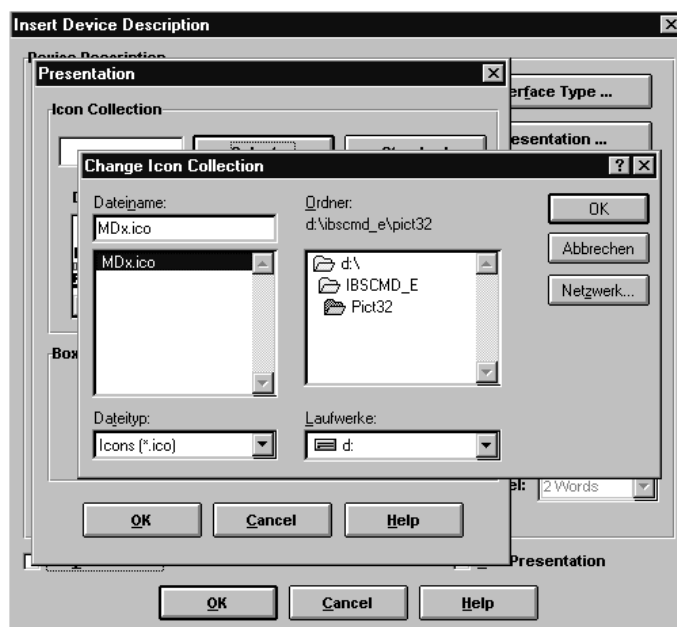 Insert Device Description
Device Description
Presentation
Icon Collection
erface Type ...
esentation ...
Change Icon Collection
Dateiname:
MDx.ico
MDx.ico
Ordner:
d:\ibscmd_e\pict32
d:\
IBSCMD_E
Pict32
OK
Abbrechen
Netzwerk...
Box
Dateityp:
Icons (*.ico)
Laufwerke:
d:
el: 2 Words
OK Cancel Help
Presentation
OK Cancel Help